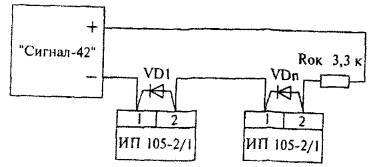 +
"Сигнал-42"
−
VD1
VDn
Rок 3,3 к
1 2
1 2
ИП 105-2/1
ИП 105-2/1